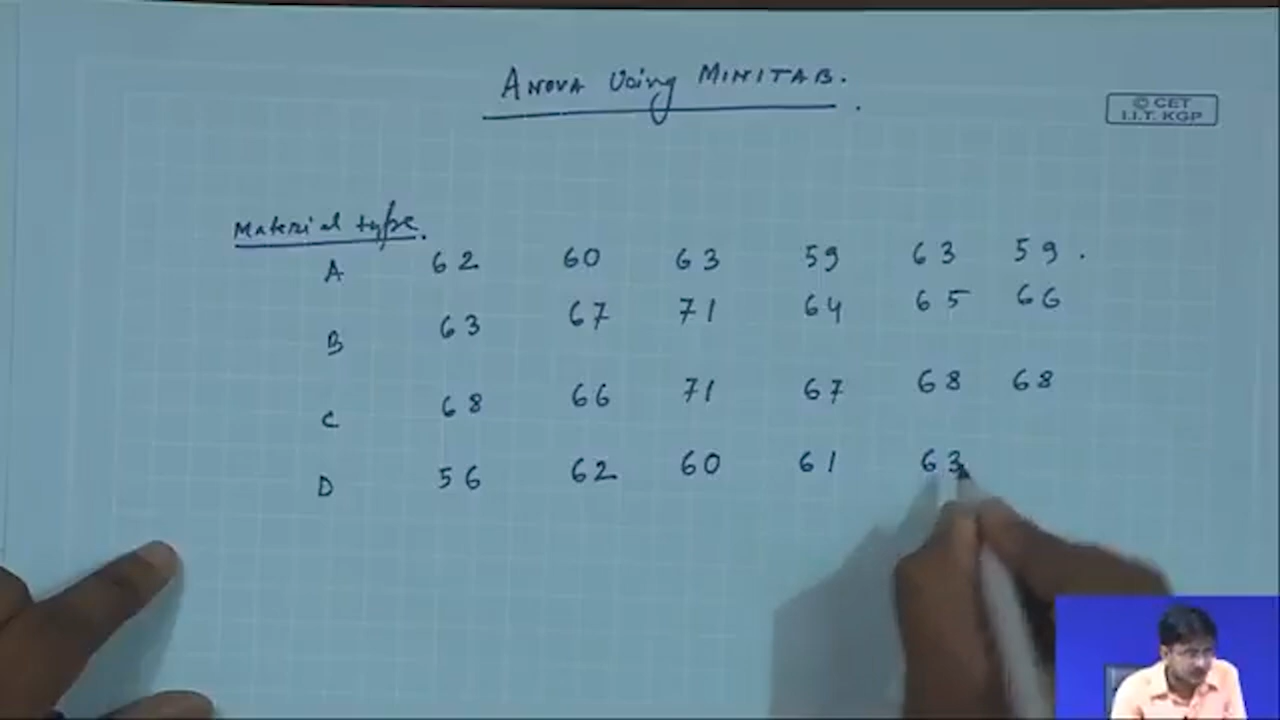 ANOVA Using MINITAB.
© CET
I.I.T. KGP
Material type.
A 62 60 63 59 63 59.
B 63 67 71 64 65 66
C 68 66 71 67 68 68
D 56 62 60 61 63